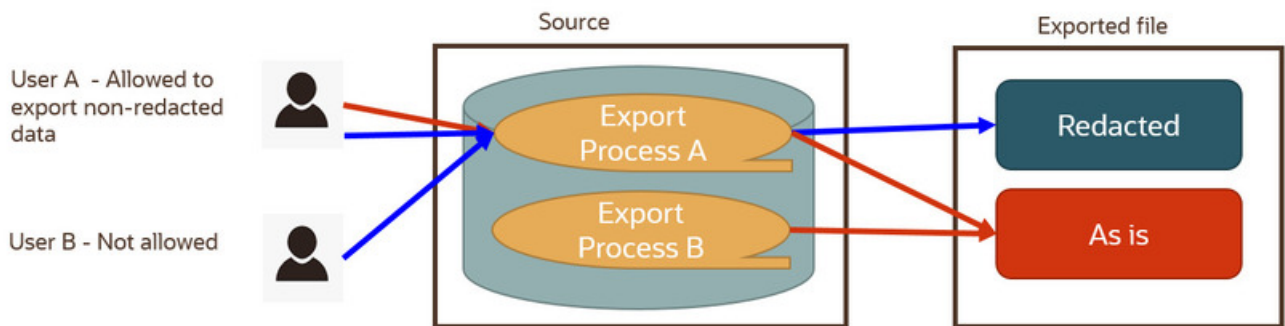 Source
Exported file
User A - Allowed to
export non-redacted
data
Export
Process A
Redacted
User B - Not allowed
Export
Process B
As is